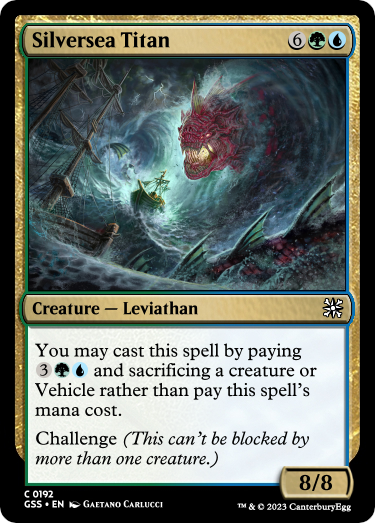 Silversea Titan 6
Creature — Leviathan
You may cast this spell by paying
3 and sacrificing a creature or
Vehicle rather than pay this spell's
mana cost.
Challenge (This can't be blocked by
more than one creature.)
8/8
C 0192
GSS • EN Gaetano Carlucci
™ & © 2023 CanterburyEgg